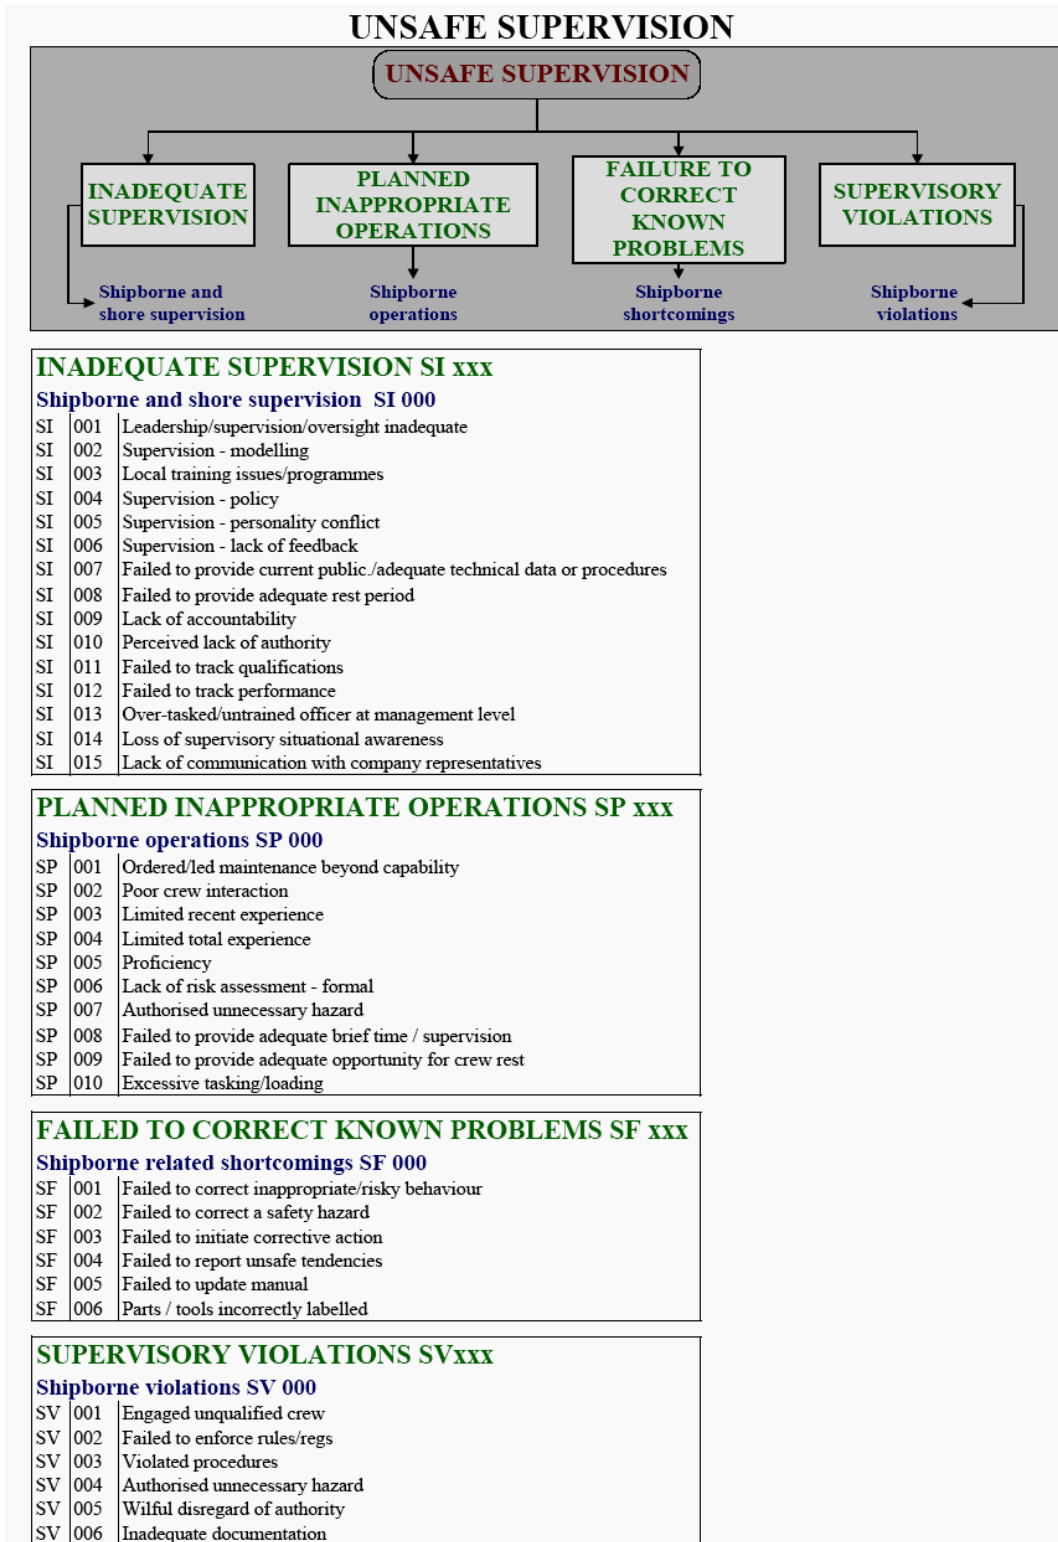 UNSAFE SUPERVISION
UNSAFE SUPERVISION
INADEQUATE
SUPERVISION
PLANNED
INAPPROPRIATE
OPERATIONS
FAILURE TO
CORRECT
KNOWN
PROBLEMS
SUPERVISORY
VIOLATIONS
Shipborne and
shore supervision
Shipborne
operations
Shipborne
shortcomings
Shipborne
violations
INADEQUATE SUPERVISION SI xxx
Shipborne and shore supervision SI 000
SI 001 Leadership/supervision/oversight inadequate
SI 002 Supervision - modelling
SI 003 Local training issues/programmes
SI 004 Supervision - policy
SI 005 Supervision - personality conflict
SI 006 Supervision - lack of feedback
SI 007 Failed to provide current public./adequate technical data or procedures
SI 008 Failed to provide adequate rest period
SI 009 Lack of accountability
SI 010 Perceived lack of authority
SI 011 Failed to track qualifications
SI 012 Failed to track performance
SI 013 Over-tasked/untrained officer at management level
SI 014 Loss of supervisory situational awareness
SI 015 Lack of communication with company representatives
PLANNED INAPPROPRIATE OPERATIONS SP xxx
Shipborne operations SP 000
SP 001 Ordered/led maintenance beyond capability
SP 002 Poor crew interaction
SP 003 Limited recent experience
SP 004 Limited total experience
SP 005 Proficiency
SP 006 Lack of risk assessment - formal
SP 007 Authorised unnecessary hazard
SP 008 Failed to provide adequate brief time / supervision
SP 009 Failed to provide adequate opportunity for crew rest
SP 010 Excessive tasking/loading
FAILED TO CORRECT KNOWN PROBLEMS SF xxx
Shipborne related shortcomings SF 000
SF 001 Failed to correct inappropriate/risky behaviour
SF 002 Failed to correct a safety hazard
SF 003 Failed to initiate corrective action
SF 004 Failed to report unsafe tendencies
SF 005 Failed to update manual
SF 006 Parts / tools incorrectly labelled
SUPERVISORY VIOLATIONS SVxxx
Shipborne violations SV 000
SV 001 Engaged unqualified crew
SV 002 Failed to enforce rules/regs
SV 003 Violated procedures
SV 004 Authorised unnecessary hazard
SV 005 Wilful disregard of authority
SV 006 Inadequate documentation